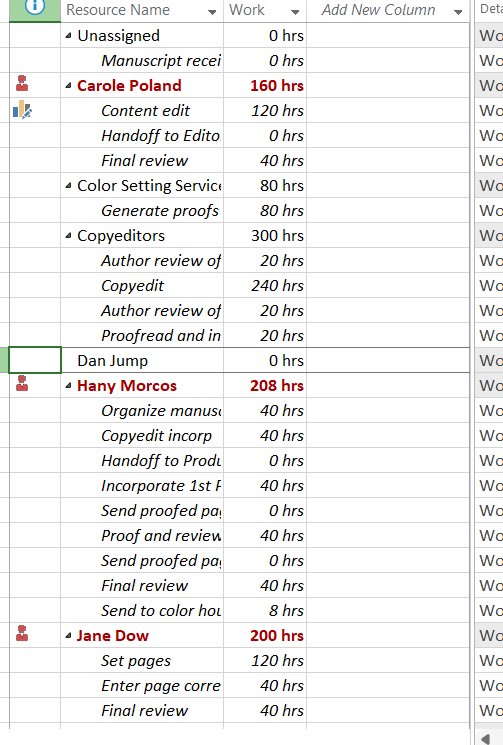 Resource Name Work Add New Column Deta
Unassigned 0 hrs Wo
Manuscript recei 0 hrs Wo
Carole Poland 160 hrs Wo
Content edit 120 hrs Wo
Handoff to Edito 0 hrs Wo
Final review 40 hrs Wo
Color Setting Service 80 hrs Wo
Generate proofs 80 hrs Wo
Copyeditors 300 hrs Wo
Author review of 20 hrs Wo
Copyedit 240 hrs Wo
Author review of 20 hrs Wo
Proofread and in 20 hrs Wo
Dan Jump 0 hrs Wo
Hany Morcos 208 hrs Wo
Organize manusc 40 hrs Wo
Copyedit incorp 40 hrs Wo
Handoff to Produ 0 hrs Wo
Incorporate 1st P 40 hrs Wo
Send proofed pag 0 hrs Wo
Proof and review 40 hrs Wo
Send proofed pag 0 hrs Wo
Final review 40 hrs Wo
Send to color hou 8 hrs Wo
Jane Dow 200 hrs Wo
Set pages 120 hrs Wo
Enter page corre 40 hrs Wo
Final review 40 hrs Wo